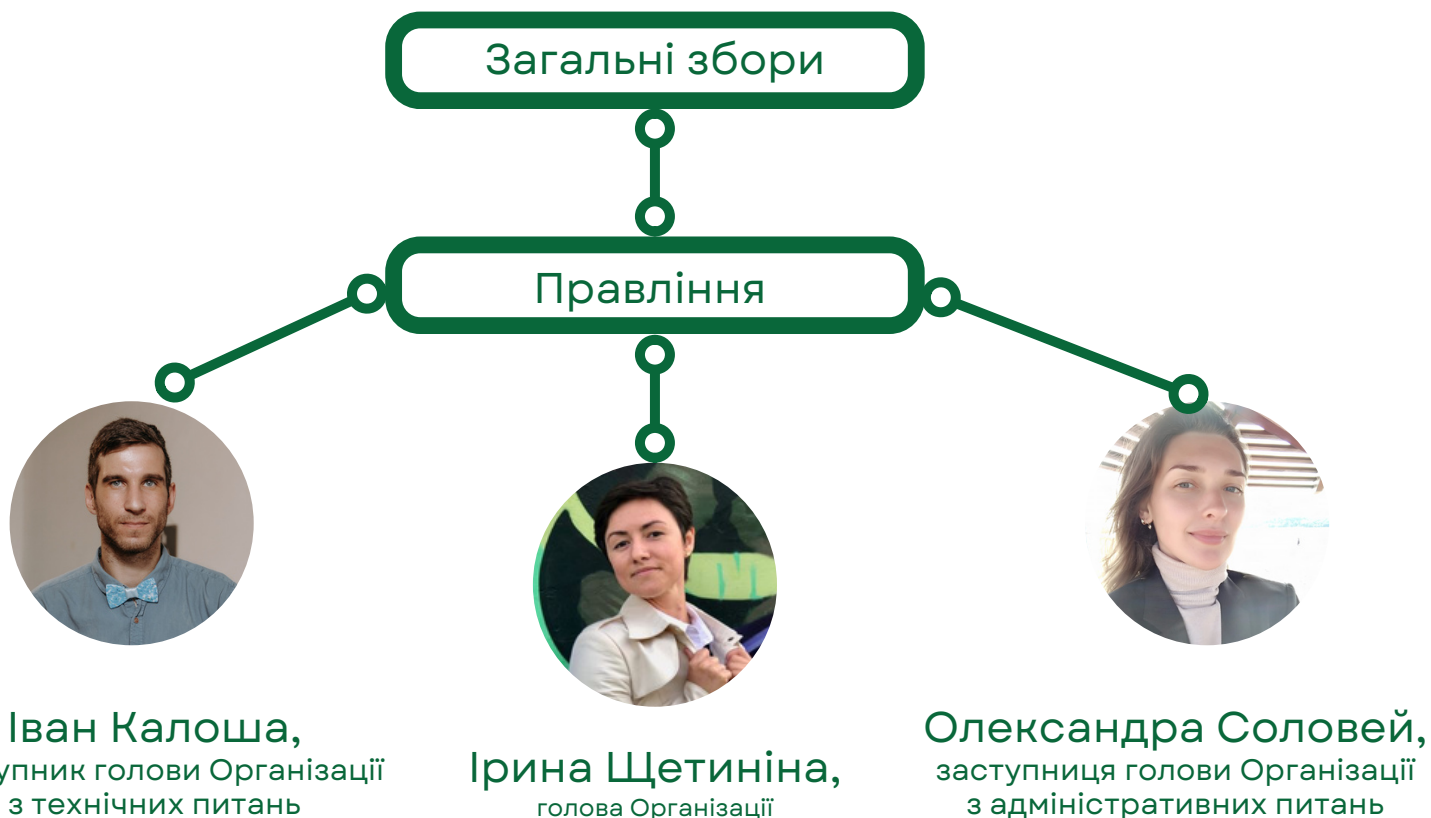 Загальні збори
Правління
Іван Калоша,
голови Організації
з технічних питань
Ірина Щетиніна,
голова Організації
Олександра Соловей,
заступниця голови Організації
з адміністративних питань